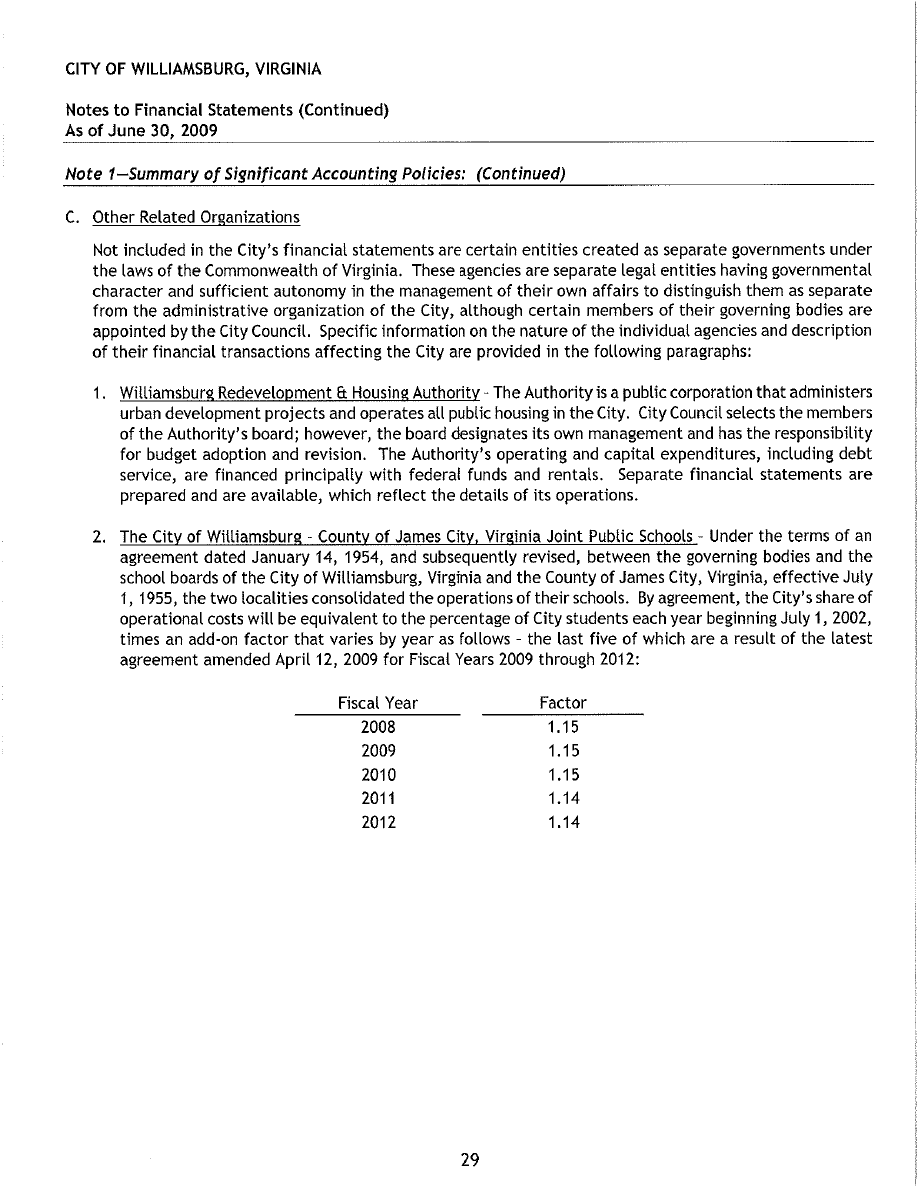 CITY OF WILLIAMSBURG, VIRGINIA
Notes to Financial Statements (Continued)
As of June 30, 2009
Note 1—Summary of Significant Accounting Policies: (Continued)
C. Other Related Organizations
Not included in the City's financial statements are certain entities created as separate governments under
the laws of the Commonwealth of Virginia. These agencies are separate legal entities having governmental
character and sufficient autonomy in the management of their own affairs to distinguish them as separate
from the administrative organization of the City, although certain members of their governing bodies are
appointed by the City Council. Specific information on the nature of the individual agencies and description
of their financial transactions affecting the City are provided in the following paragraphs:
1. Williamsburg Redevelopment & Housing Authority - The Authority is a public corporation that administers
urban development projects and operates all public housing in the City. City Council selects the members
of the Authority's board; however, the board designates its own management and has the responsibility
for budget adoption and revision. The Authority's operating and capital expenditures, including debt
service, are financed principally with federal funds and rentals. Separate financial statements are
prepared and are available, which reflect the details of its operations.
2. The City of Williamsburg - County of James City, Virginia Joint Public Schools - Under the terms of an
agreement dated January 14, 1954, and subsequently revised, between the governing bodies and the
school boards of the City of Williamsburg, Virginia and the County of James City, Virginia, effective July
1, 1955, the two localities consolidated the operations of their schools. By agreement, the City's share of
operational costs will be equivalent to the percentage of City students each year beginning July 1, 2002,
times an add-on factor that varies by year as follows - the last five of which are a result of the latest
agreement amended April 12, 2009 for Fiscal Years 2009 through 2012:
Fiscal Year Factor
2008 1.15
2009 1.15
2010 1.15
2011 1.14
2012 1.14
29